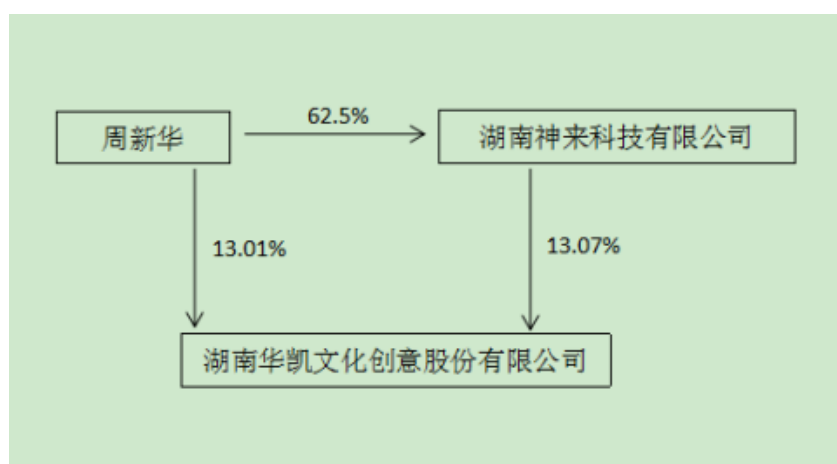 62.5%
周新华
湖南神来科技有限公司
13.01%
13.07%
湖南华凯文化创意股份有限公司